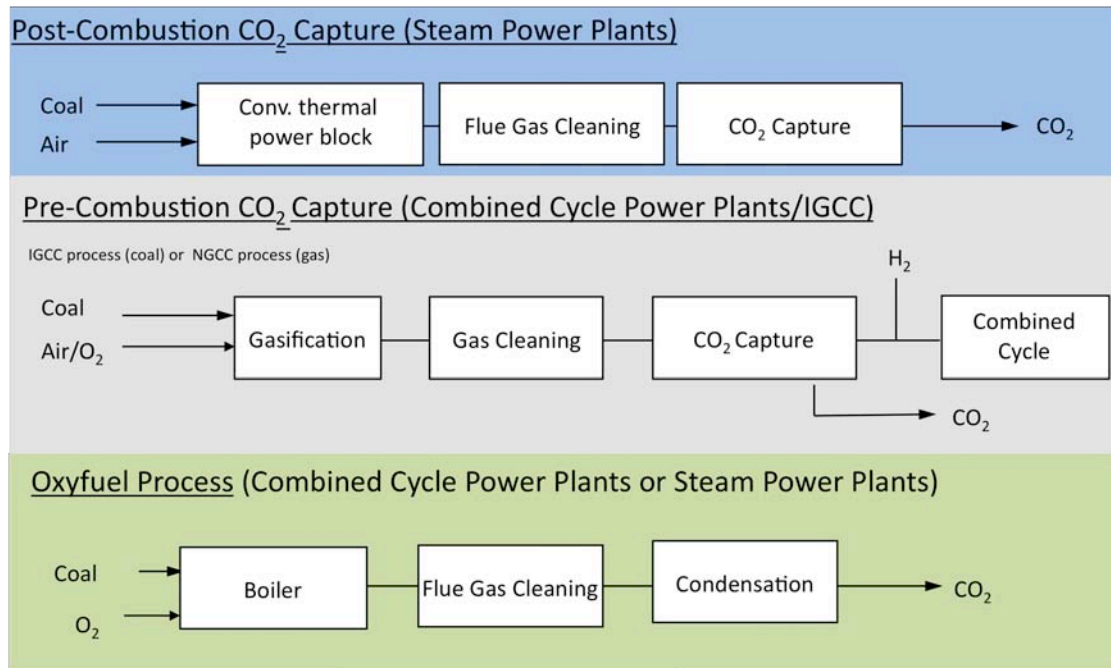 Post-Combustion CO₂ Capture (Steam Power Plants)
Coal
Air
Conv. thermal
power block
Flue Gas Cleaning
CO₂ Capture
CO₂
Pre-Combustion CO₂ Capture (Combined Cycle Power Plants/IGCC)
IGCC process (coal) or NGCC process (gas)
Coal
Air/O₂
Gasification
Gas Cleaning
CO₂ Capture
H₂
Combined
Cycle
CO₂
Oxyfuel Process (Combined Cycle Power Plants or Steam Power Plants)
Coal
O₂
Boiler
Flue Gas Cleaning
Condensation
CO₂